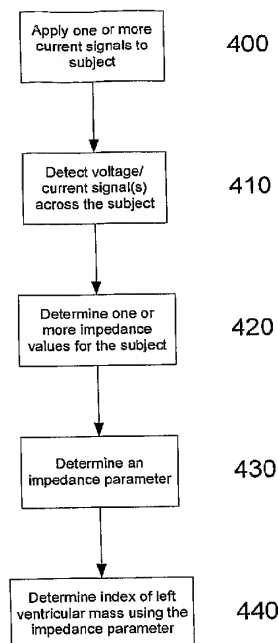 Apply one or more
current signals to
subject
400
Detect voltage/
current signal(s)
across the subject
410
Determine one or
more impedance
values for the subject
420
Determine an
impedance parameter
430
Determine index of left
ventricular mass using the
impedance parameter
440